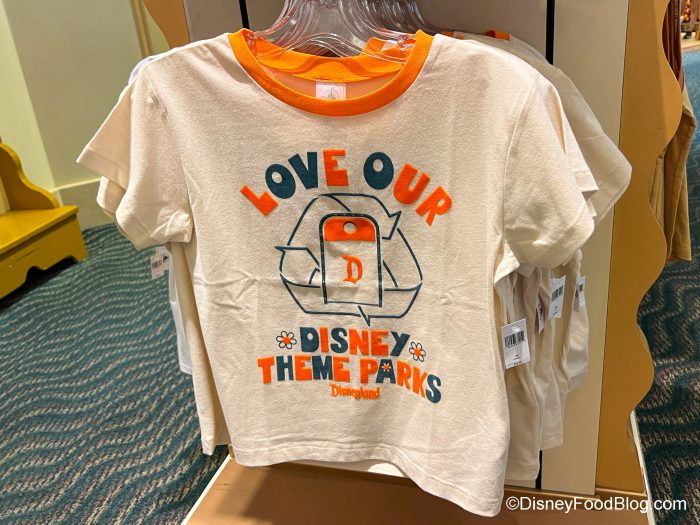 LOVE OUR
D
DISNEY
THEME PARKS
Disneyland
©DisneyFoodBlog.com